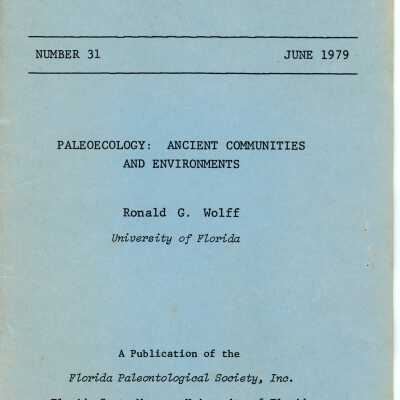 NUMBER 31 JUNE 1979
PALEOECOLOGY: ANCIENT COMMUNITIES
AND ENVIRONMENTS
Ronald G. Wolff
University of Florida
A Publication of the
Florida Paleontological Society, Inc.